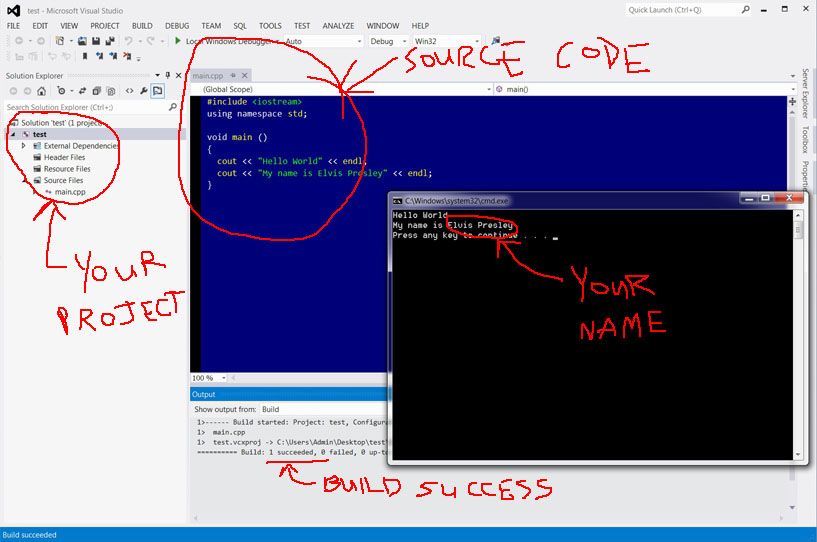 test - Microsoft Visual Studio
Quick Launch (Ctrl+Q)
FILE EDIT VIEW PROJECT BUILD DEBUG TEAM SQL TOOLS TEST ANALYZE WINDOW HELP
Local Windows Debugger Auto Debug Win32
SOURCE CODE
Solution Explorer
Search Solution Explorer (Ctrl+;)
Solution 'test' (1 project
test
External Dependencies
Header Files
Resource Files
Source Files
main.cpp
YOUR
PROJECT
main.cpp
(Global Scope)
main()
#include <iostream>
using namespace std;
void main ()
{
cout << "Hello World" << endl;
cout << "My name is Elvis Presley" << endl;
}
Server Explorer
Toolbox
Properties
C:\Windows\system32\cmd.exe
Hello World
My name is Elvis Presley
Press any key to continue . . .
YOUR
NAME
100 %
Output
Show output from: Build
1>------ Build started: Project: test, Configur
1> main.cpp
1> test.vcxproj -> C:\Users\Admin\Desktop\test
========== Build: 1 succeeded, 0 failed, 0 up-to
BUILD SUCCESS
Build succeeded